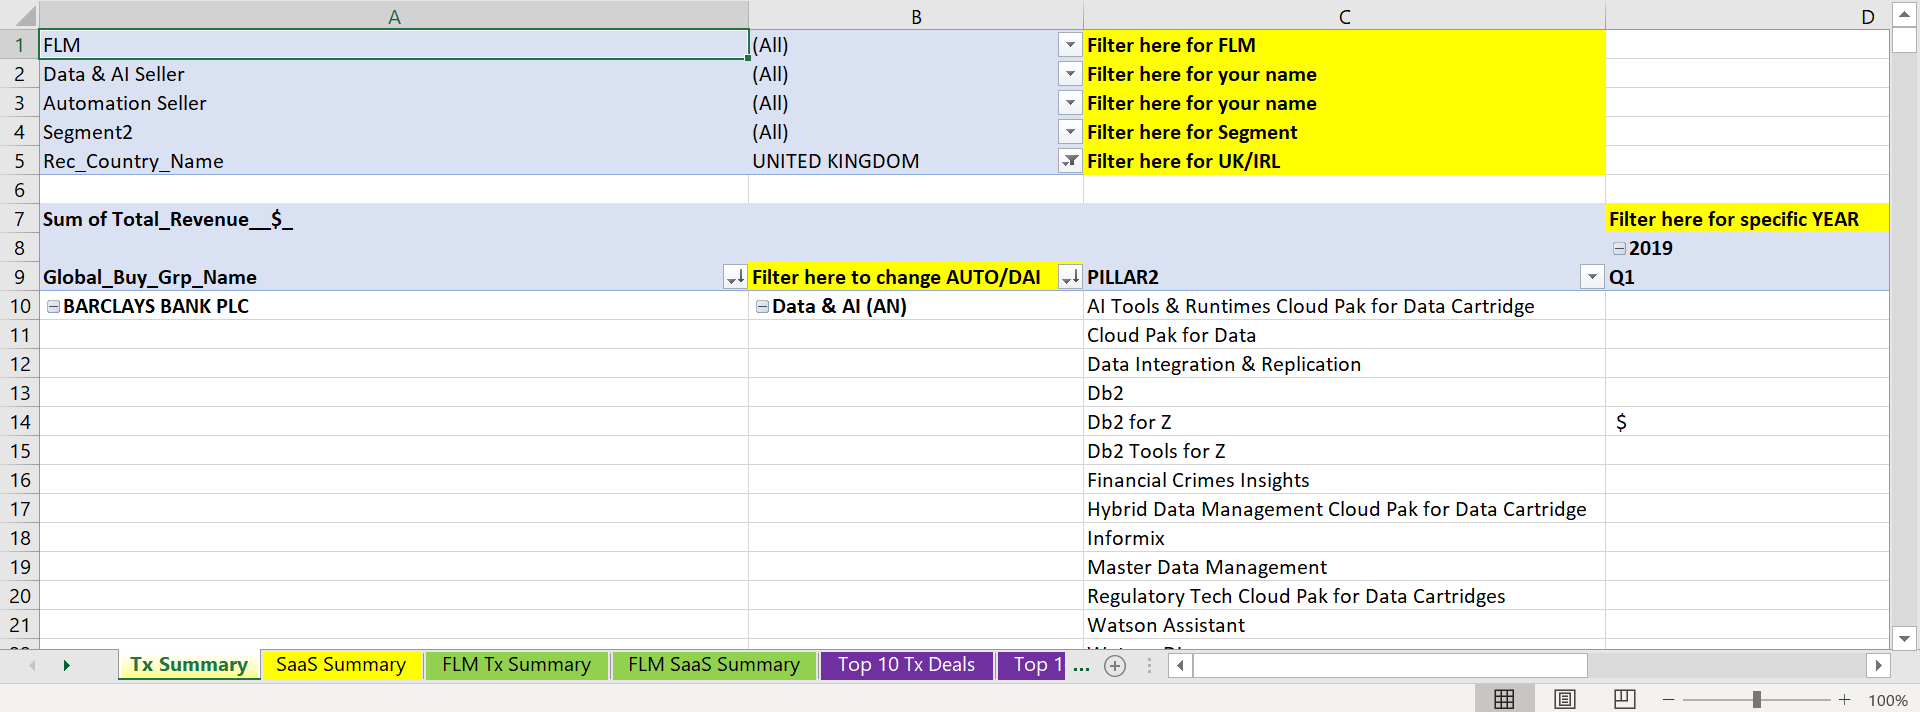 A B C D
1 FLM (All) Filter here for FLM
2 Data & AI Seller (All) Filter here for your name
3 Automation Seller (All) Filter here for your name
4 Segment2 (All) Filter here for Segment
5 Rec_Country_Name UNITED KINGDOM Filter here for UK/IRL
6
7 Sum of Total_Revenue__$_ Filter here for specific YEAR
8 2019
9 Global_Buy_Grp_Name Filter here to change AUTO/DAI PILLAR2 Q1
10 BARCLAYS BANK PLC Data & AI (AN) AI Tools & Runtimes Cloud Pak for Data Cartridge
11 Cloud Pak for Data
12 Data Integration & Replication
13 Db2
14 Db2 for Z $
15 Db2 Tools for Z
16 Financial Crimes Insights
17 Hybrid Data Management Cloud Pak for Data Cartridge
18 Informix
19 Master Data Management
20 Regulatory Tech Cloud Pak for Data Cartridges
21 Watson Assistant
Tx Summary SaaS Summary FLM Tx Summary FLM SaaS Summary Top 10 Tx Deals Top 1 ...
100%